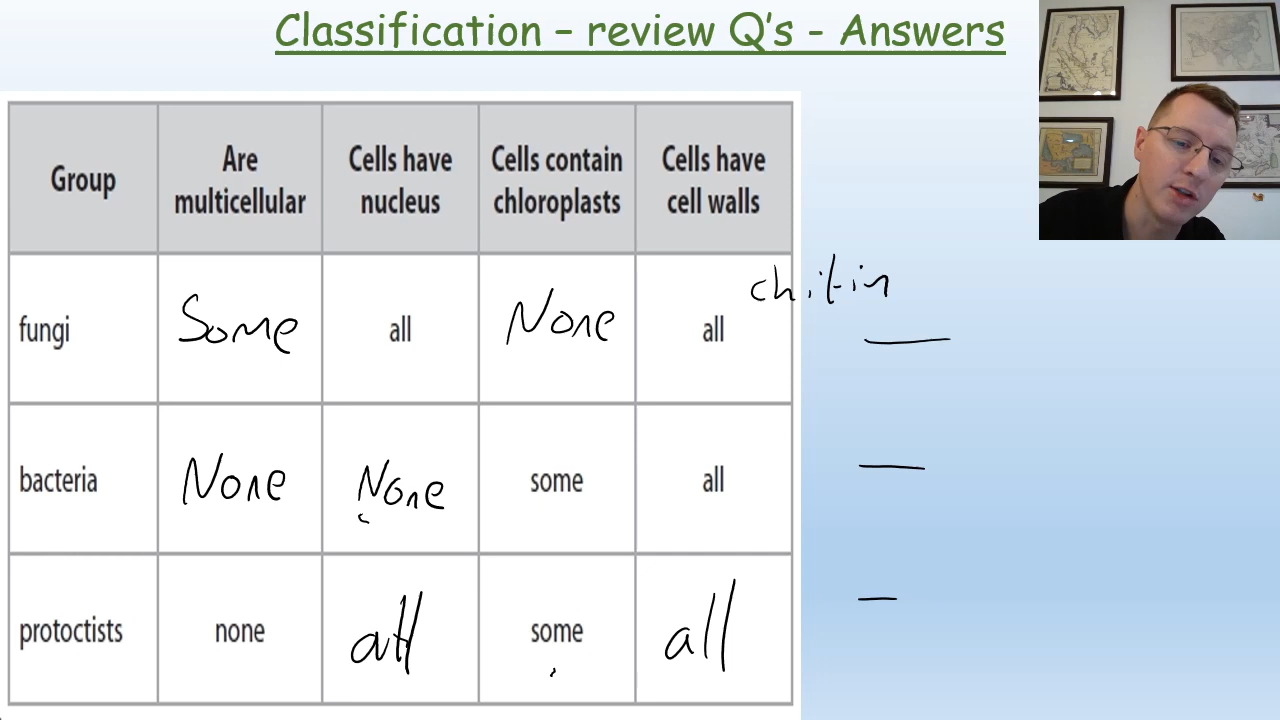 Classification – review Q's - Answers
Group
Are
multicellular
Cells have
nucleus
Cells contain
chloroplasts
Cells have
cell walls
fungi
Some
all
None
all
chitin
bacteria
None
None
some
all
protoctists
none
all
some
all